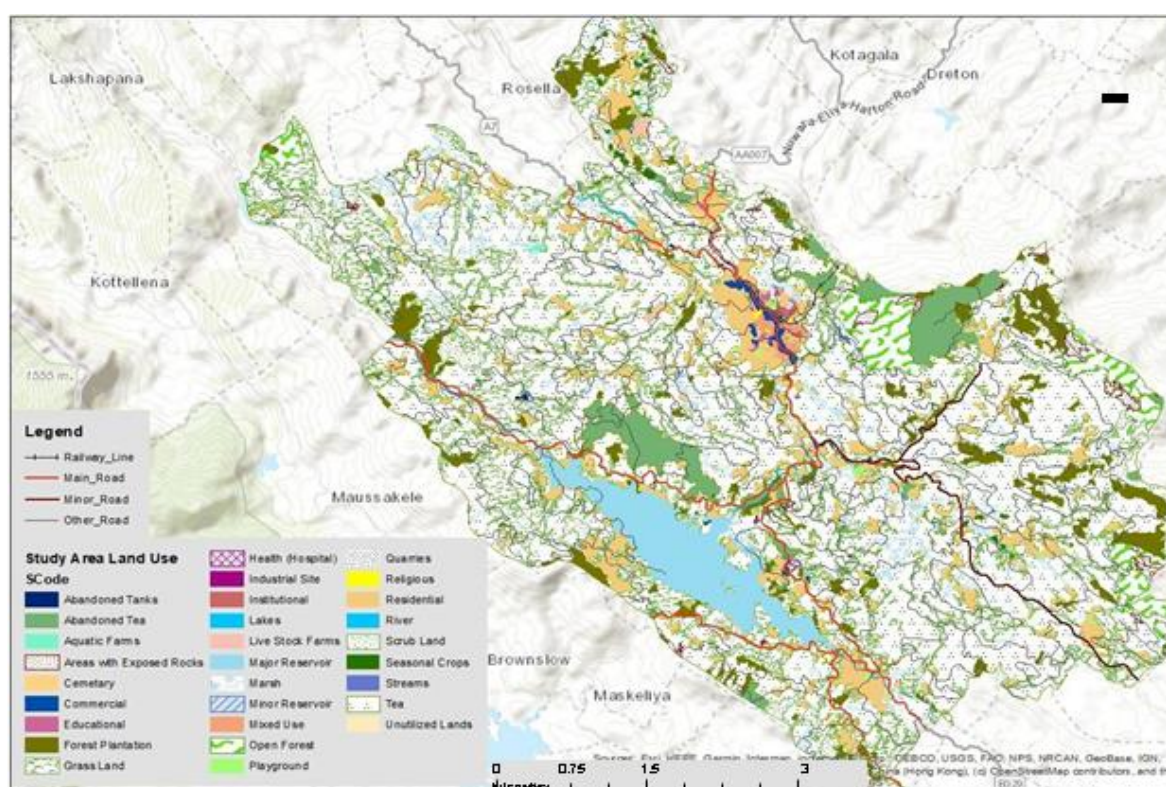 Lakshapana
Rosella
Kotagala
Dreton
A7
Nuwara-Eliya-Hatton Road
AA007
Kottellena
1555 m.
Maussakele
Brownslow
Maskeliya
Legend
Railway_Line
Main_Road
Minor_Road
Other_Road
Study Area Land Use
SCode
Abandoned Tanks
Abandoned Tea
Aquatic Farms
Areas with Exposed Rocks
Cemetary
Commercial
Educational
Forest Plantation
Grass Land
Health (Hospital)
Industrial Site
Institutional
Lakes
Live Stock Farms
Major Reservoir
Marsh
Minor Reservoir
Mixed Use
Open Forest
Playground
Quarries
Religious
Residential
River
Scrub Land
Seasonal Crops
Streams
Tea
Unutilized Lands
0 0.75 1.5 3
Sources: Esri, HERE, Garmin, Intermap, GEBCO, USGS, FAO, NPS, NRCAN, GeoBase, IGN,
(Hong Kong), (c) OpenStreetMap contributors, and